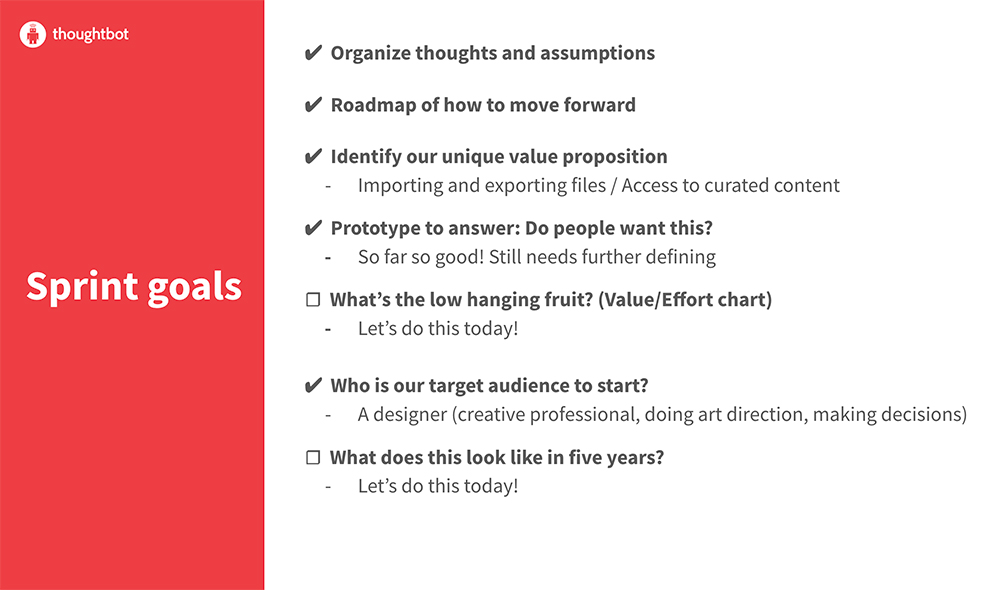 thoughtbot
Sprint goals
✔ Organize thoughts and assumptions
✔ Roadmap of how to move forward
✔ Identify our unique value proposition
- Importing and exporting files / Access to curated content
✔ Prototype to answer: Do people want this?
- So far so good! Still needs further defining
☐ What’s the low hanging fruit? (Value/Effort chart)
- Let’s do this today!
✔ Who is our target audience to start?
- A designer (creative professional, doing art direction, making decisions)
☐ What does this look like in five years?
- Let’s do this today!